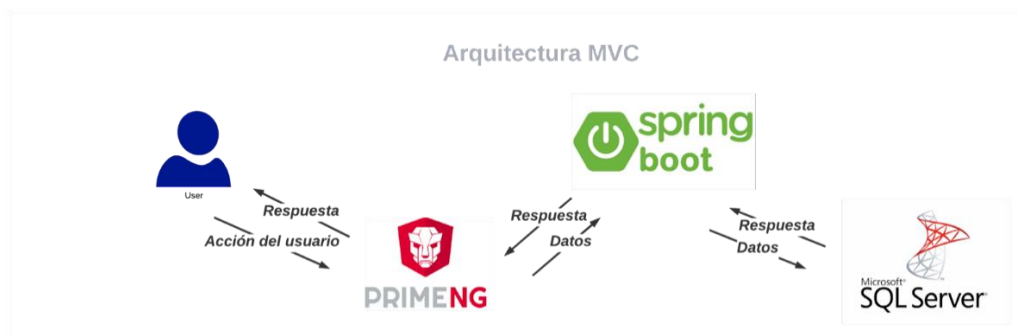 Arquitectura MVC
spring
boot
User
Respuesta
Acción del usuario
PRIMENG
Respuesta
Datos
Respuesta
Datos
Microsoft®
SQL Server